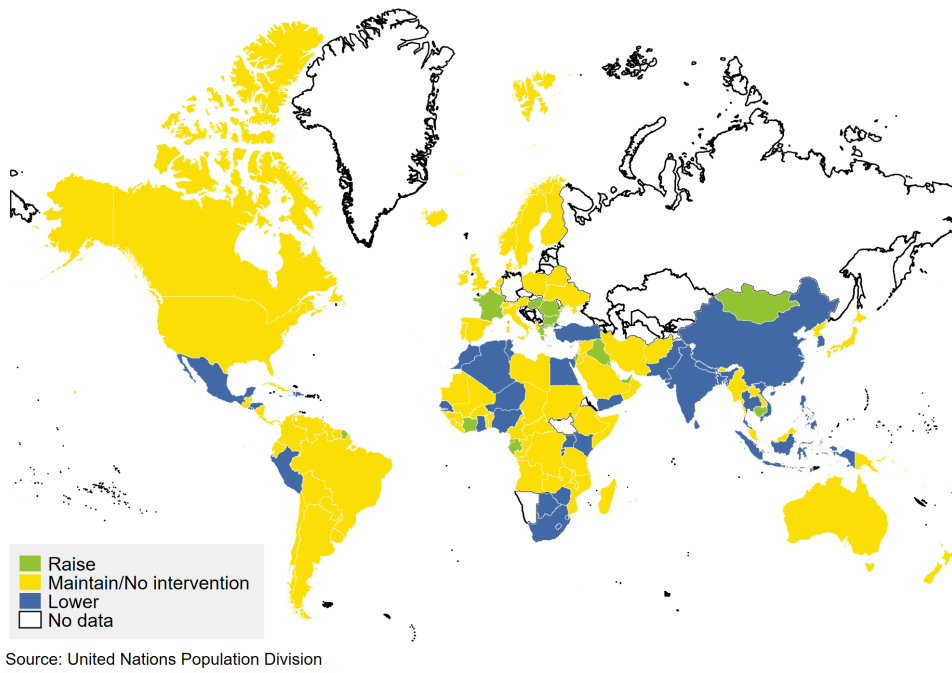 Raise
Maintain/No intervention
Lower
No data
Source: United Nations Population Division